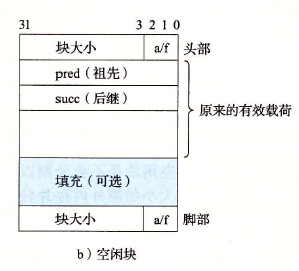 31 3 2 1 0
块大小 a/f 头部
pred（祖先）
succ（后继）
原来的有效载荷
填充（可选）
块大小 a/f 脚部
b）空闲块